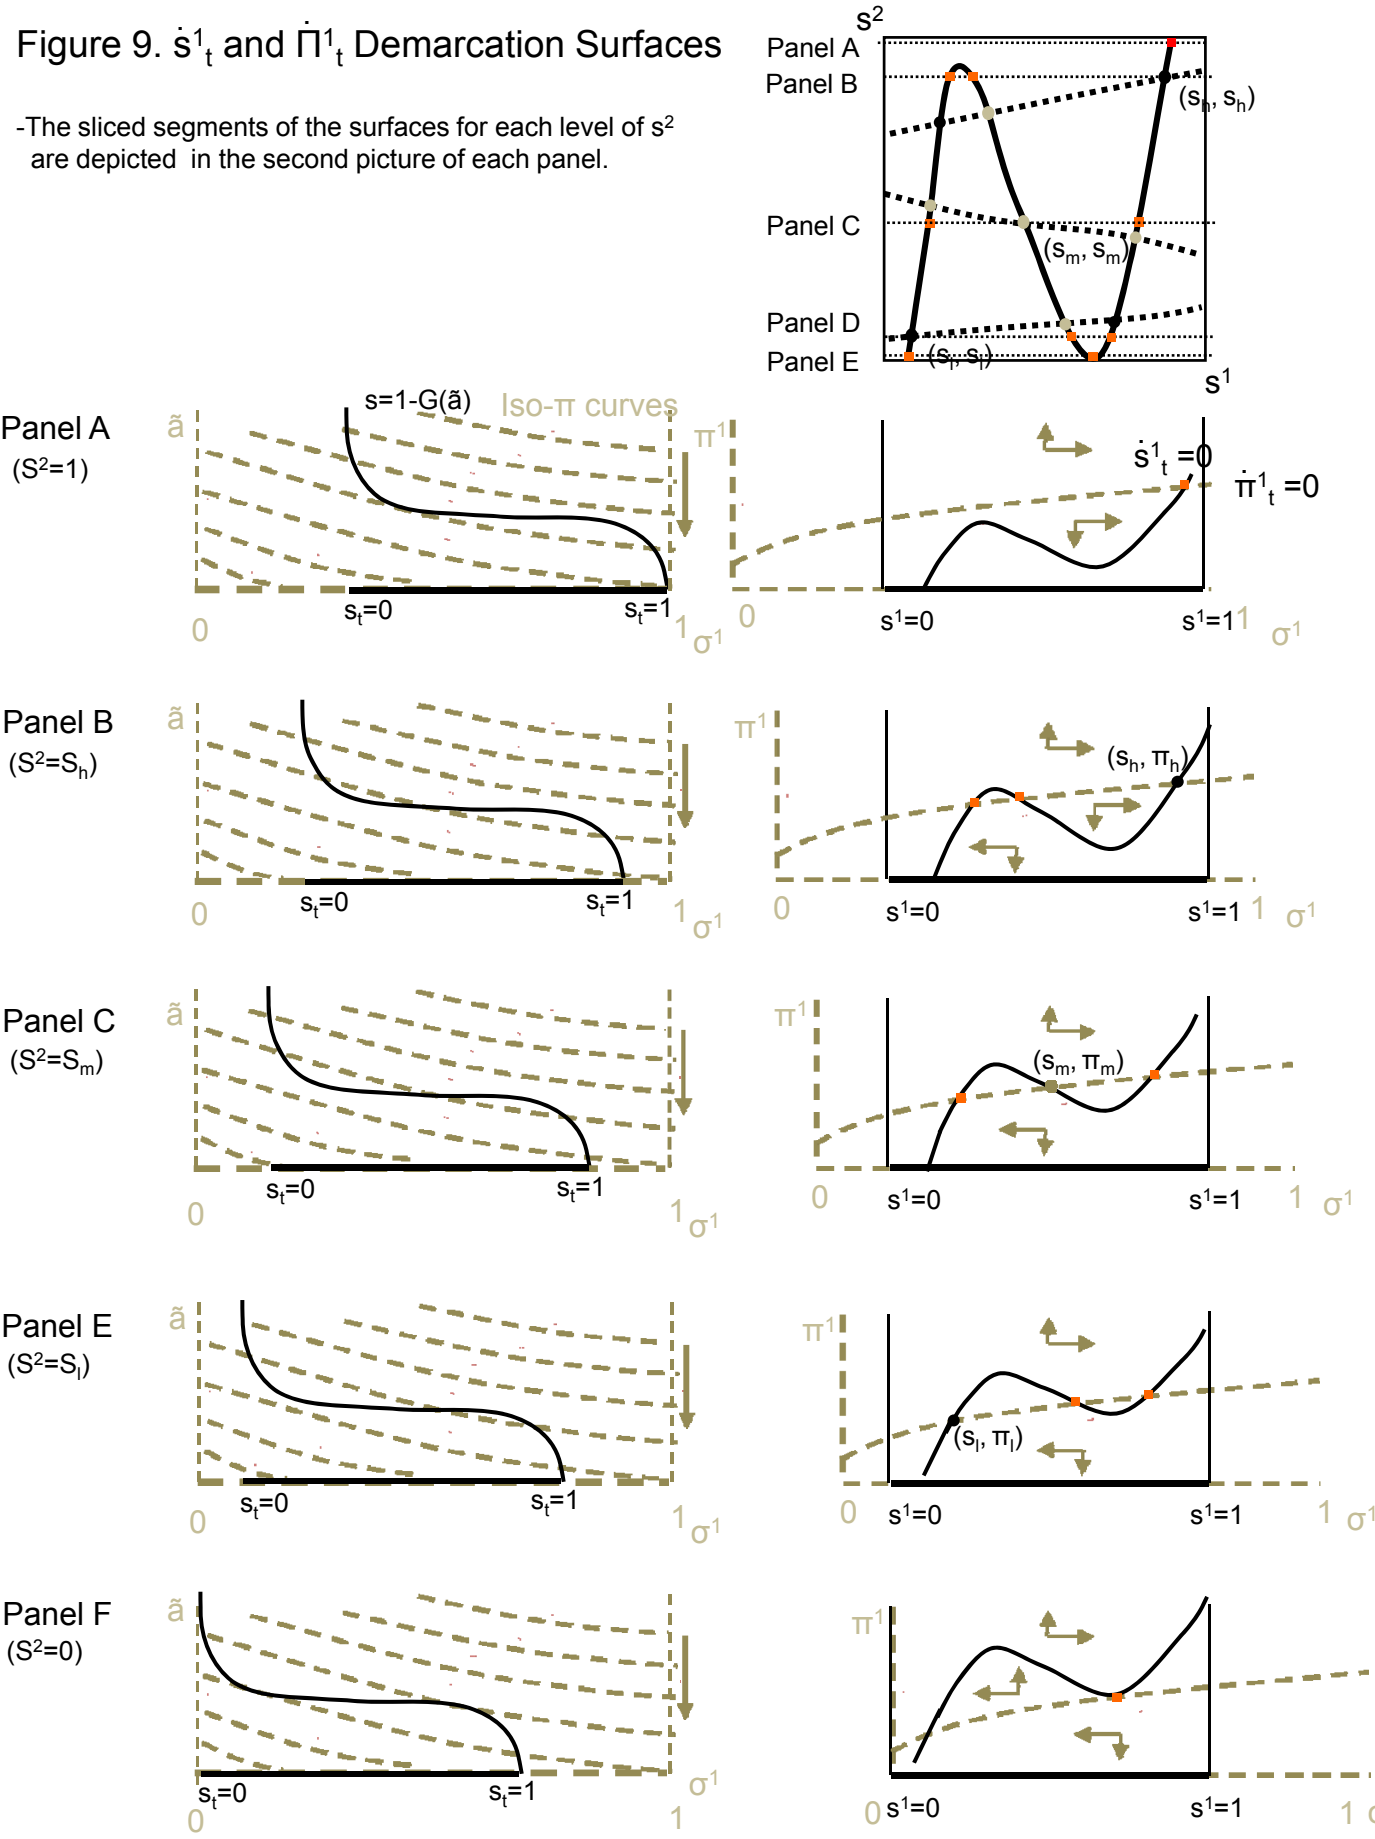 Figure 9. ṡ¹ₜ and Π̇¹ₜ Demarcation Surfaces
-The sliced segments of the surfaces for each level of s²
are depicted in the second picture of each panel.
s²
Panel A
Panel B
(sₕ, sₕ)
Panel C
(sₘ, sₘ)
Panel D
Panel E
(sₗ, sₗ)
s¹
Panel A
(S²=1)
ã
s=1-G(ã)
Iso-π curves
sₜ=0
sₜ=1
0
1
σ¹
π¹
ṡ¹ₜ =0
π̇¹ₜ =0
0
s¹=0
s¹=1
1
σ¹
Panel B
(S²=Sₕ)
ã
sₜ=0
sₜ=1
0
1
σ¹
π¹
(sₕ, πₕ)
0
s¹=0
s¹=1
1
σ¹
Panel C
(S²=Sₘ)
ã
sₜ=0
sₜ=1
0
1
σ¹
π¹
(sₘ, πₘ)
0
s¹=0
s¹=1
1
σ¹
Panel E
(S²=Sₗ)
ã
sₜ=0
sₜ=1
0
1
σ¹
π¹
(sₗ, πₗ)
0
s¹=0
s¹=1
1
σ¹
Panel F
(S²=0)
ã
sₜ=0
sₜ=1
0
1
σ¹
π¹
0
s¹=0
s¹=1
1